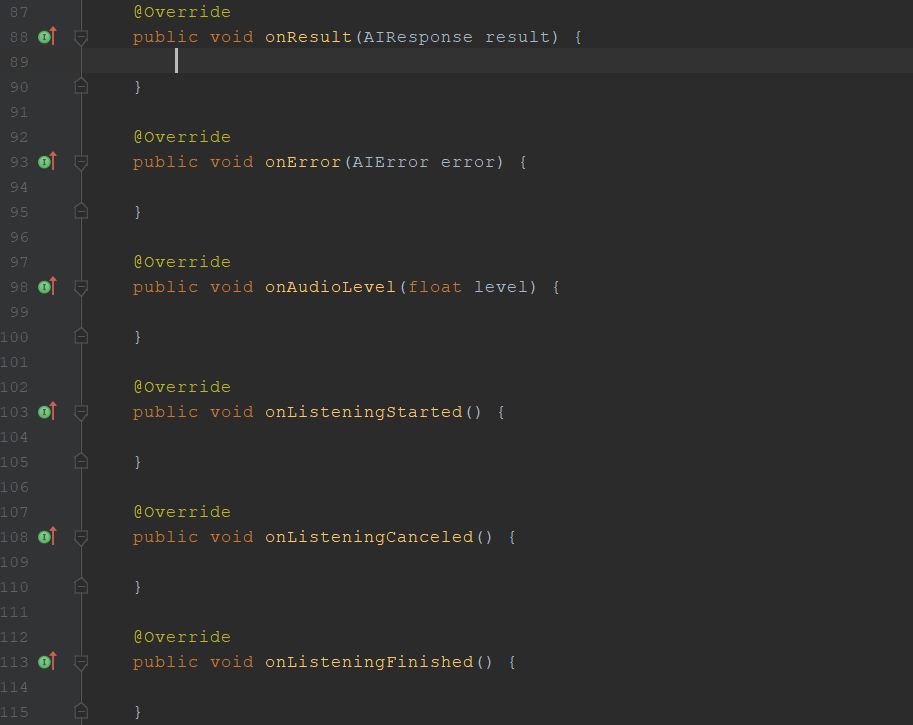 87 @Override
88 public void onResult(AIResponse result) {
89
90 }
91
92 @Override
93 public void onError(AIError error) {
94
95 }
96
97 @Override
98 public void onAudioLevel(float level) {
99
100 }
101
102 @Override
103 public void onListeningStarted() {
104
105 }
106
107 @Override
108 public void onListeningCanceled() {
109
110 }
111
112 @Override
113 public void onListeningFinished() {
114
115 }